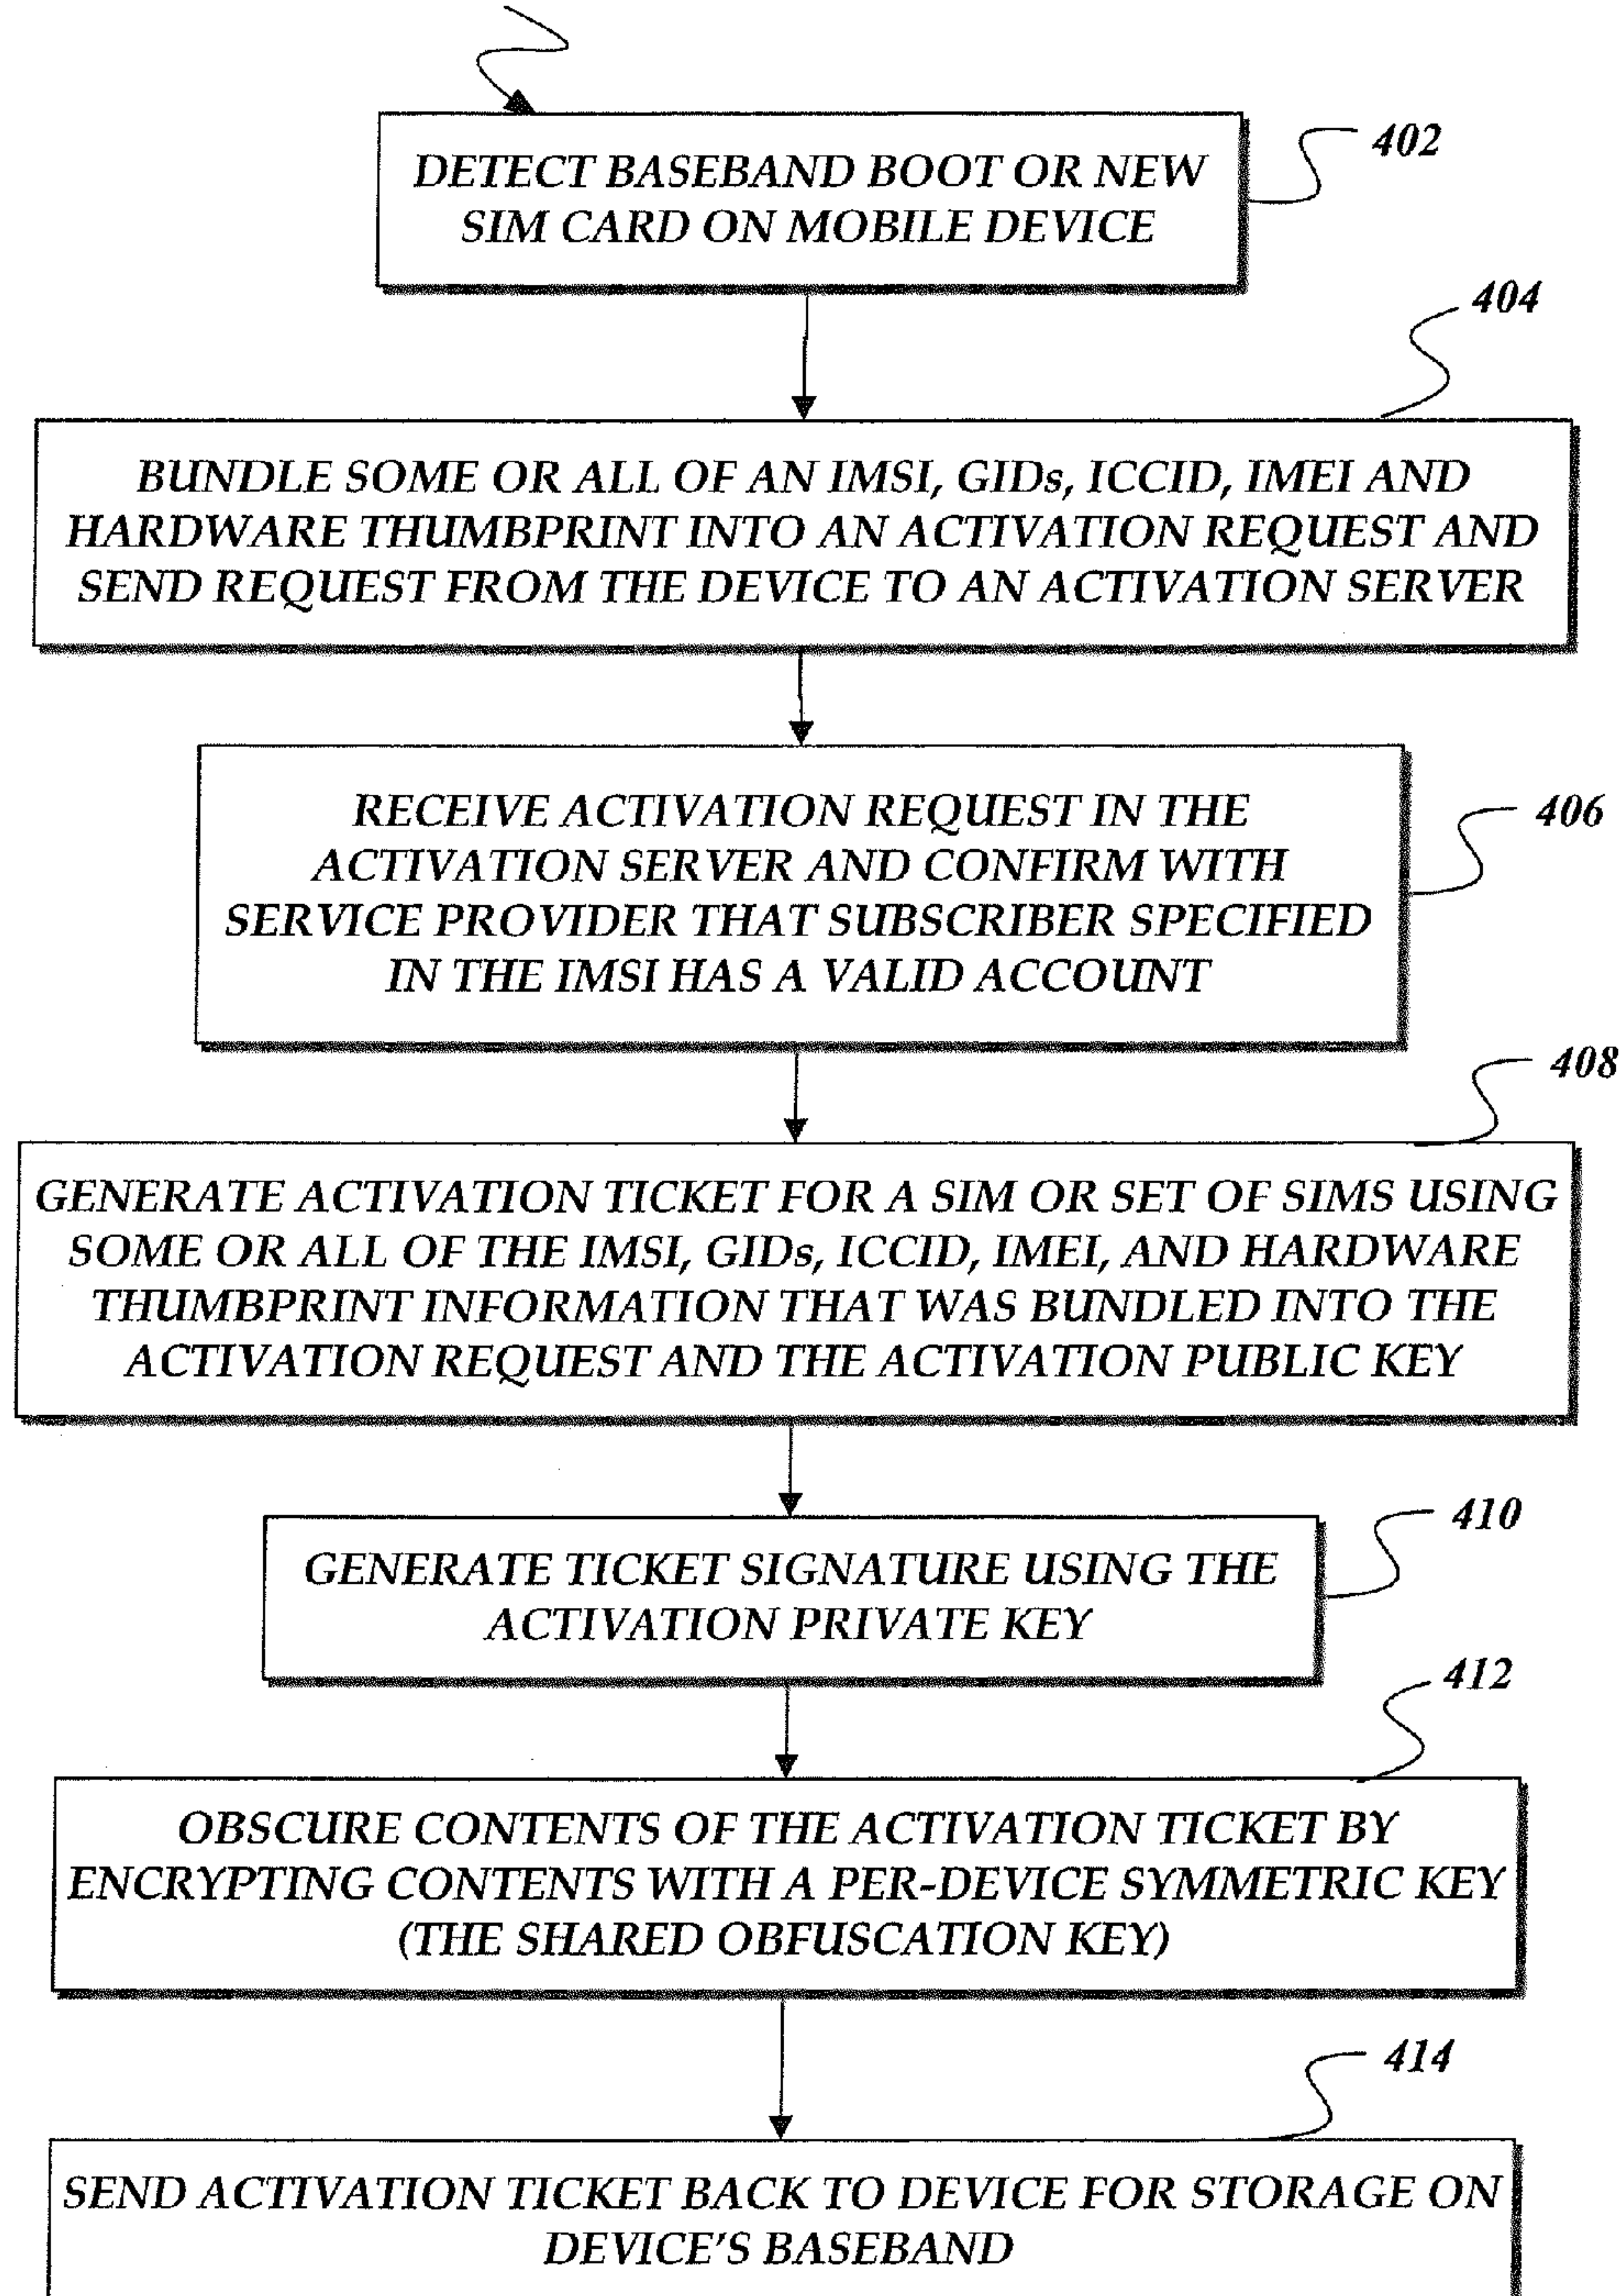 DETECT BASEBAND BOOT OR NEW
SIM CARD ON MOBILE DEVICE
402
404
BUNDLE SOME OR ALL OF AN IMSI, GIDs, ICCID, IMEI AND
HARDWARE THUMBPRINT INTO AN ACTIVATION REQUEST AND
SEND REQUEST FROM THE DEVICE TO AN ACTIVATION SERVER
RECEIVE ACTIVATION REQUEST IN THE
ACTIVATION SERVER AND CONFIRM WITH
SERVICE PROVIDER THAT SUBSCRIBER SPECIFIED
IN THE IMSI HAS A VALID ACCOUNT
406
408
GENERATE ACTIVATION TICKET FOR A SIM OR SET OF SIMS USING
SOME OR ALL OF THE IMSI, GIDs, ICCID, IMEI, AND HARDWARE
THUMBPRINT INFORMATION THAT WAS BUNDLED INTO THE
ACTIVATION REQUEST AND THE ACTIVATION PUBLIC KEY
410
GENERATE TICKET SIGNATURE USING THE
ACTIVATION PRIVATE KEY
412
OBSCURE CONTENTS OF THE ACTIVATION TICKET BY
ENCRYPTING CONTENTS WITH A PER-DEVICE SYMMETRIC KEY
(THE SHARED OBFUSCATION KEY)
414
SEND ACTIVATION TICKET BACK TO DEVICE FOR STORAGE ON
DEVICE'S BASEBAND